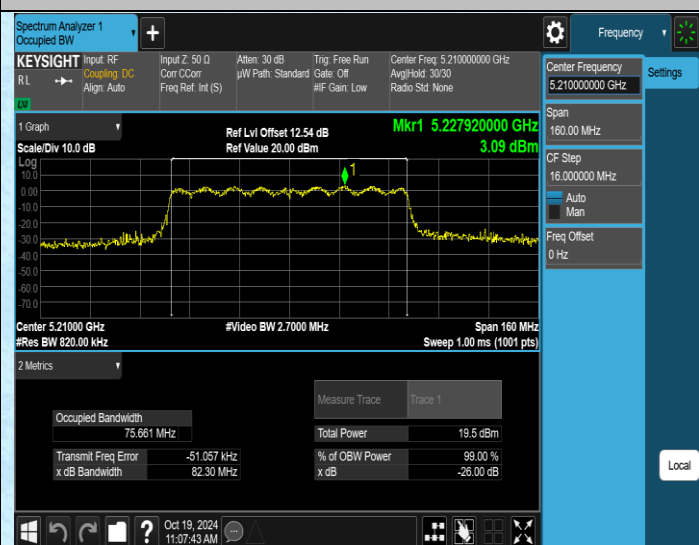 Spectrum Analyzer 1
Occupied BW
+
Frequency
KEYSIGHT
RL
LXI
Input: RF
Coupling: DC
Align: Auto
Input Z: 50 Ω
Corr CCorr
Freq Ref: Int (S)
Atten: 30 dB
µW Path: Standard
Trig: Free Run
Gate: Off
#IF Gain: Low
Center Freq: 5.210000000 GHz
Avg|Hold: 30/30
Radio Std: None
Center Frequency
5.210000000 GHz
Settings
Span
160.00 MHz
CF Step
16.000000 MHz
Auto
Man
Freq Offset
0 Hz
1 Graph
Scale/Div 10.0 dB
Ref Lvl Offset 12.54 dB
Ref Value 20.00 dBm
Mkr1 5.227920000 GHz
3.09 dBm
Log
10.0
0.00
-10.0
-20.0
-30.0
-40.0
-50.0
-60.0
-70.0
1
Center 5.21000 GHz
#Res BW 820.00 kHz
#Video BW 2.7000 MHz
Span 160 MHz
Sweep 1.00 ms (1001 pts)
2 Metrics
Measure Trace Trace 1
Occupied Bandwidth
75.661 MHz
Total Power 19.5 dBm
Transmit Freq Error -51.057 kHz
% of OBW Power 99.00 %
x dB Bandwidth 82.30 MHz
x dB -26.00 dB
Local
?
Oct 19, 2024
11:07:43 AM